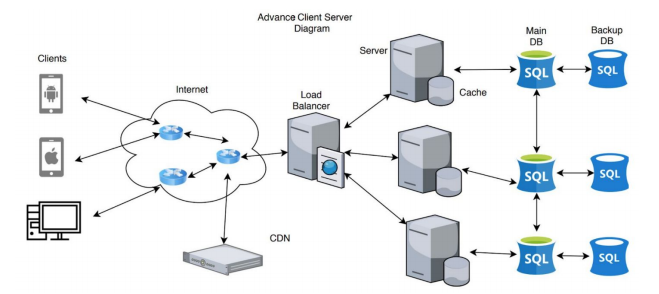 Advance Client Server
Diagram
Main
DB
Backup
DB
Clients
Server
Internet
Load
Balancer
Cache
SQL
SQL
SQL
SQL
SQL
SQL
CDN